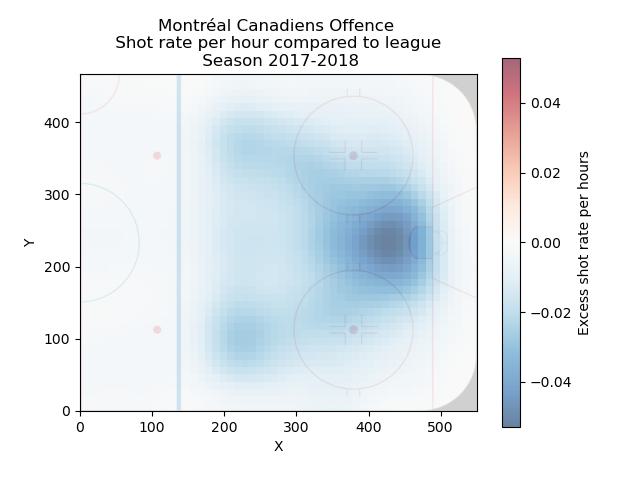 Montréal Canadiens Offence
Shot rate per hour compared to league
Season 2017-2018
400
300
200
100
0
Y
0 100 200 300 400 500
X
0.04
0.02
0.00
−0.02
−0.04
Excess shot rate per hours